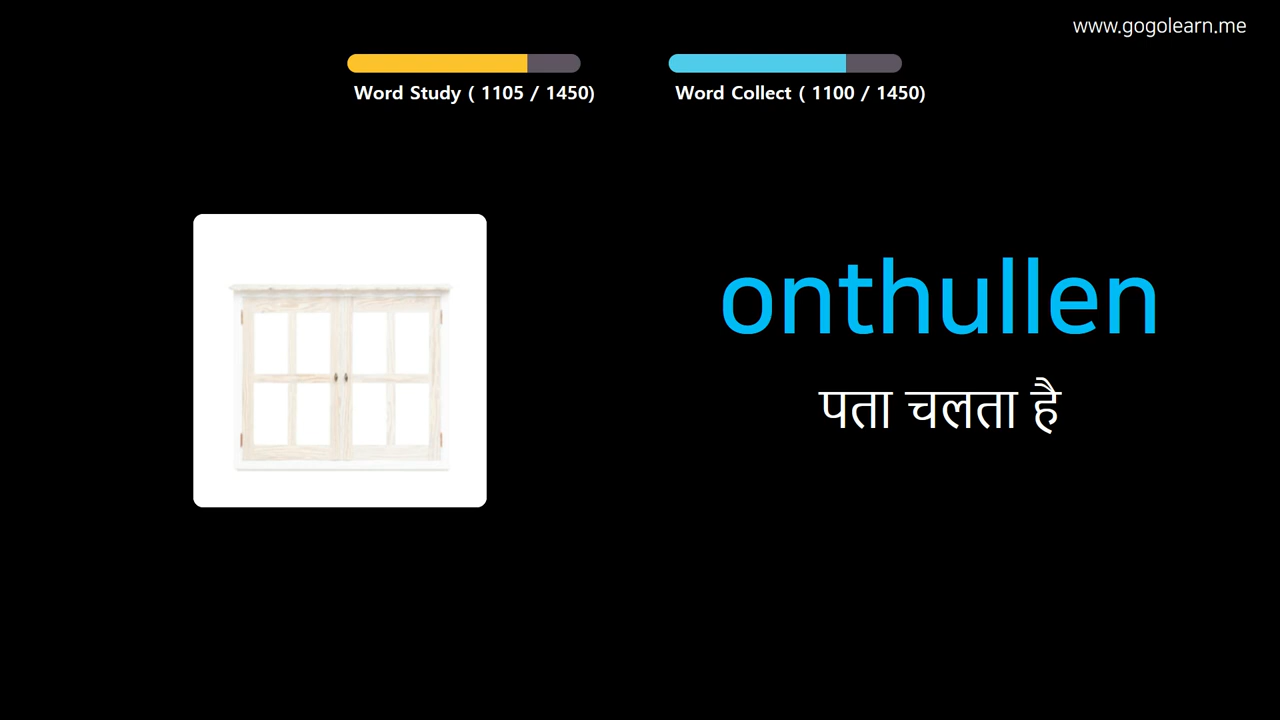 www.gogolearn.me
Word Study ( 1105 / 1450)
Word Collect ( 1100 / 1450)
onthullen
पता चलता है